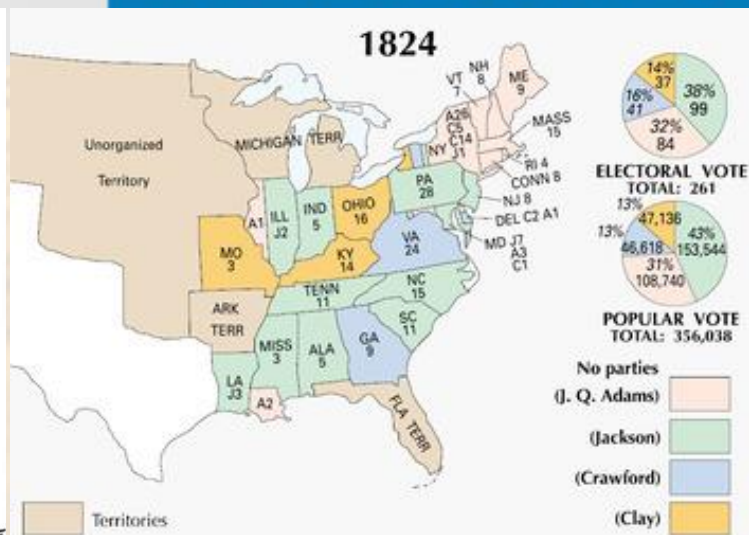 1824
Unorganized
Territory
MICHIGAN TERR
VT
7
NH
8
ME
9
MASS
15
RI 4
CONN 8
NY
A26
C5
C14
J1
PA
28
NJ 8
DEL C2 A1
MD J7
A3
C1
A1
ILL
J2
IND
5
OHIO
16
MO
3
KY
14
VA
24
TENN
11
NC
15
SC
11
ARK
TERR
MISS
3
ALA
5
GA
9
LA
J3
A2
FLA TERR
Territories
14%
37
38%
99
16%
41
32%
84
ELECTORAL VOTE
TOTAL: 261
13%
47,136
43%
153,544
13%
46,618
31%
108,740
POPULAR VOTE
TOTAL: 356,038
No parties
(J. Q. Adams)
(Jackson)
(Crawford)
(Clay)